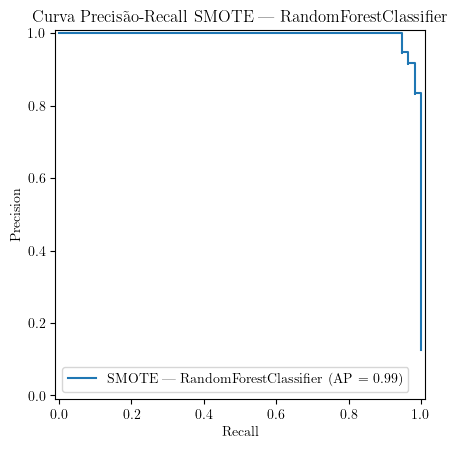 Curva Precisão-Recall SMOTE — RandomForestClassifier
1.0
0.8
0.6
0.4
0.2
0.0
Precision
SMOTE — RandomForestClassifier (AP = 0.99)
0.0 0.2 0.4 0.6 0.8 1.0
Recall